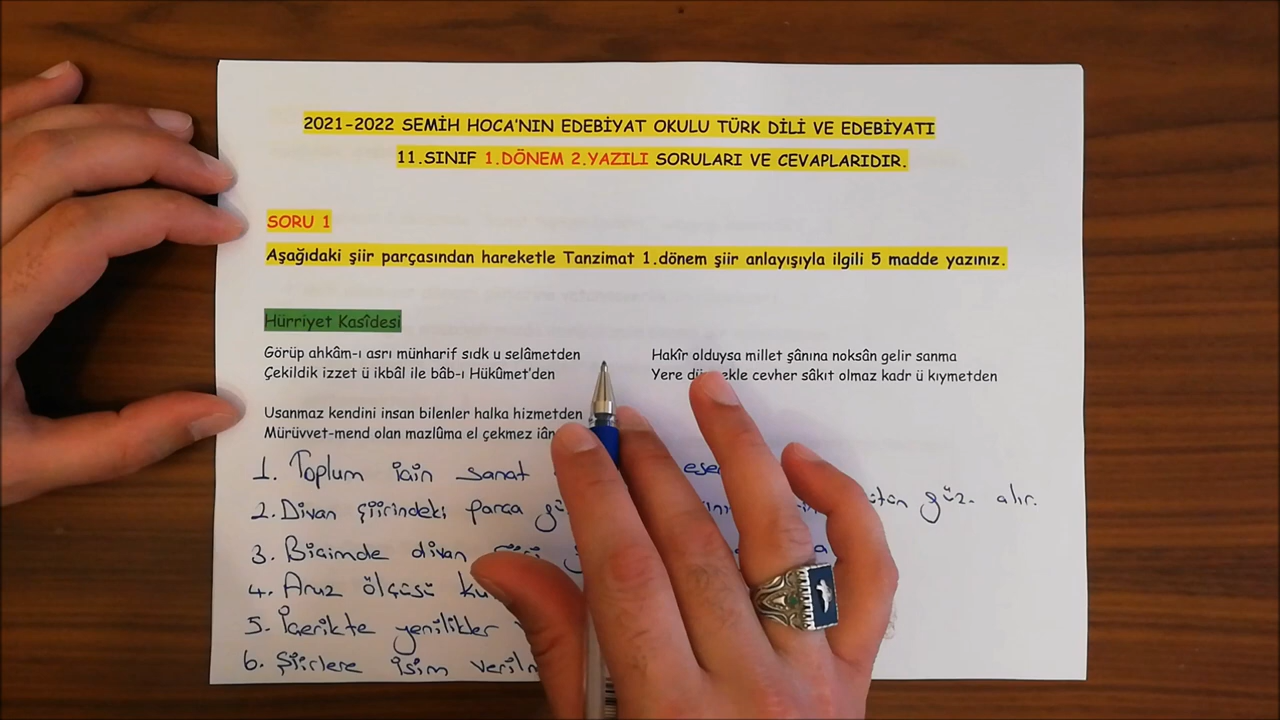 2021-2022 SEMİH HOCA'NIN EDEBİYAT OKULU TÜRK DİLİ VE EDEBİYATI
11.SINIF 1.DÖNEM 2.YAZILI SORULARI VE CEVAPLARIDIR.
SORU 1
Aşağıdaki şiir parçasından hareketle Tanzimat 1.dönem şiir anlayışıyla ilgili 5 madde yazınız.
Hürriyet Kasîdesi
Görüp ahkâm-ı asrı münharif sıdk u selâmetden
Çekildik izzet ü ikbâl ile bâb-ı Hükûmet'den
Usanmaz kendini insan bilenler halka hizmetden
Mürüvvet-mend olan mazlûma el çekmez
Hakîr olduysa millet şânına noksân gelir sanma
Yere cevher sâkıt olmaz kadr ü kıymetden
1. Toplum için sanat
2. Divan şiirindeki parça güz. alır.
3. Biçimde divan
4. Aruz ölçüsü
5. İçerikte yenilikler
6. Şiirlere isim